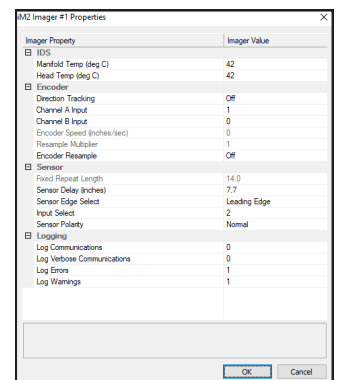 iM2 Imager #1 Properties
Imager Property Imager Value
IDS
Manifold Temp (deg C) 42
Head Temp (deg C) 42
Encoder
Direction Tracking Off
Channel A Input 1
Channel B Input 0
Encoder Speed (inches/sec) 0
Resample Multiplier 1
Encoder Resample Off
Sensor
Fixed Repeat Length 14.0
Sensor Delay (inches) 7.7
Sensor Edge Select Leading Edge
Input Select 2
Sensor Polarity Normal
Logging
Log Communications 0
Log Verbose Communications 0
Log Errors 1
Log Warnings 1
OK Cancel